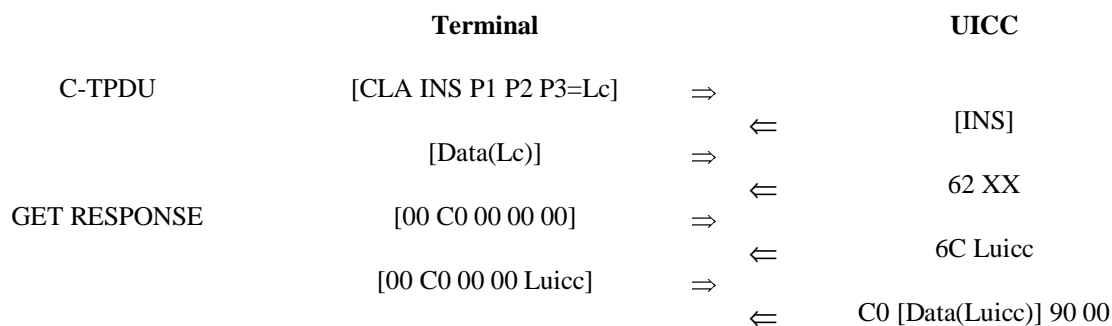 Terminal UICC
C-TPDU [CLA INS P1 P2 P3=Lc] ⇒
⇐ [INS]
[Data(Lc)] ⇒
⇐ 62 XX
GET RESPONSE [00 C0 00 00 00] ⇒
⇐ 6C Luicc
[00 C0 00 00 Luicc] ⇒
⇐ C0 [Data(Luicc)] 90 00